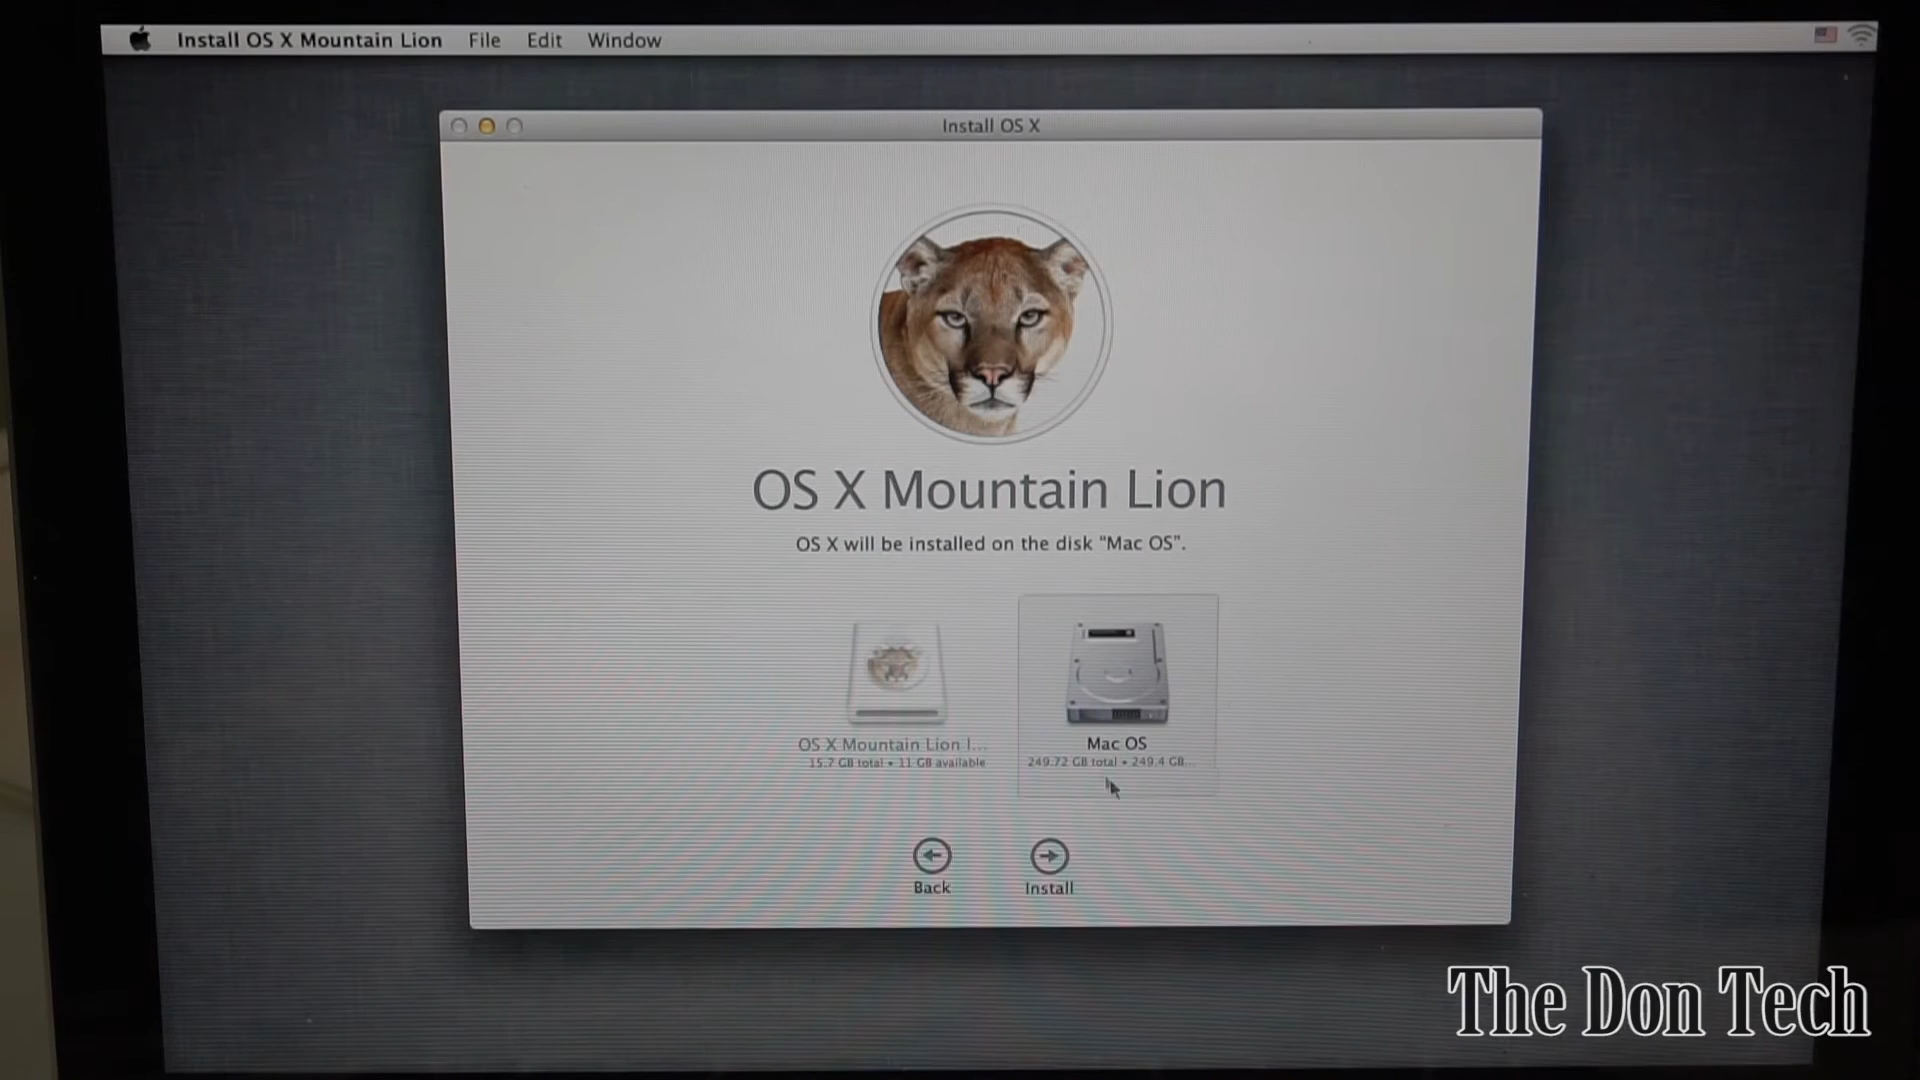 Install OS X Mountain Lion File Edit Window
Install OS X
OS X Mountain Lion
OS X will be installed on the disk “Mac OS”.
OS X Mountain Lion I...
15.7 GB total • 11 GB available
Mac OS
249.72 GB total • 249.4 GB...
Back
Install
The Don Tech